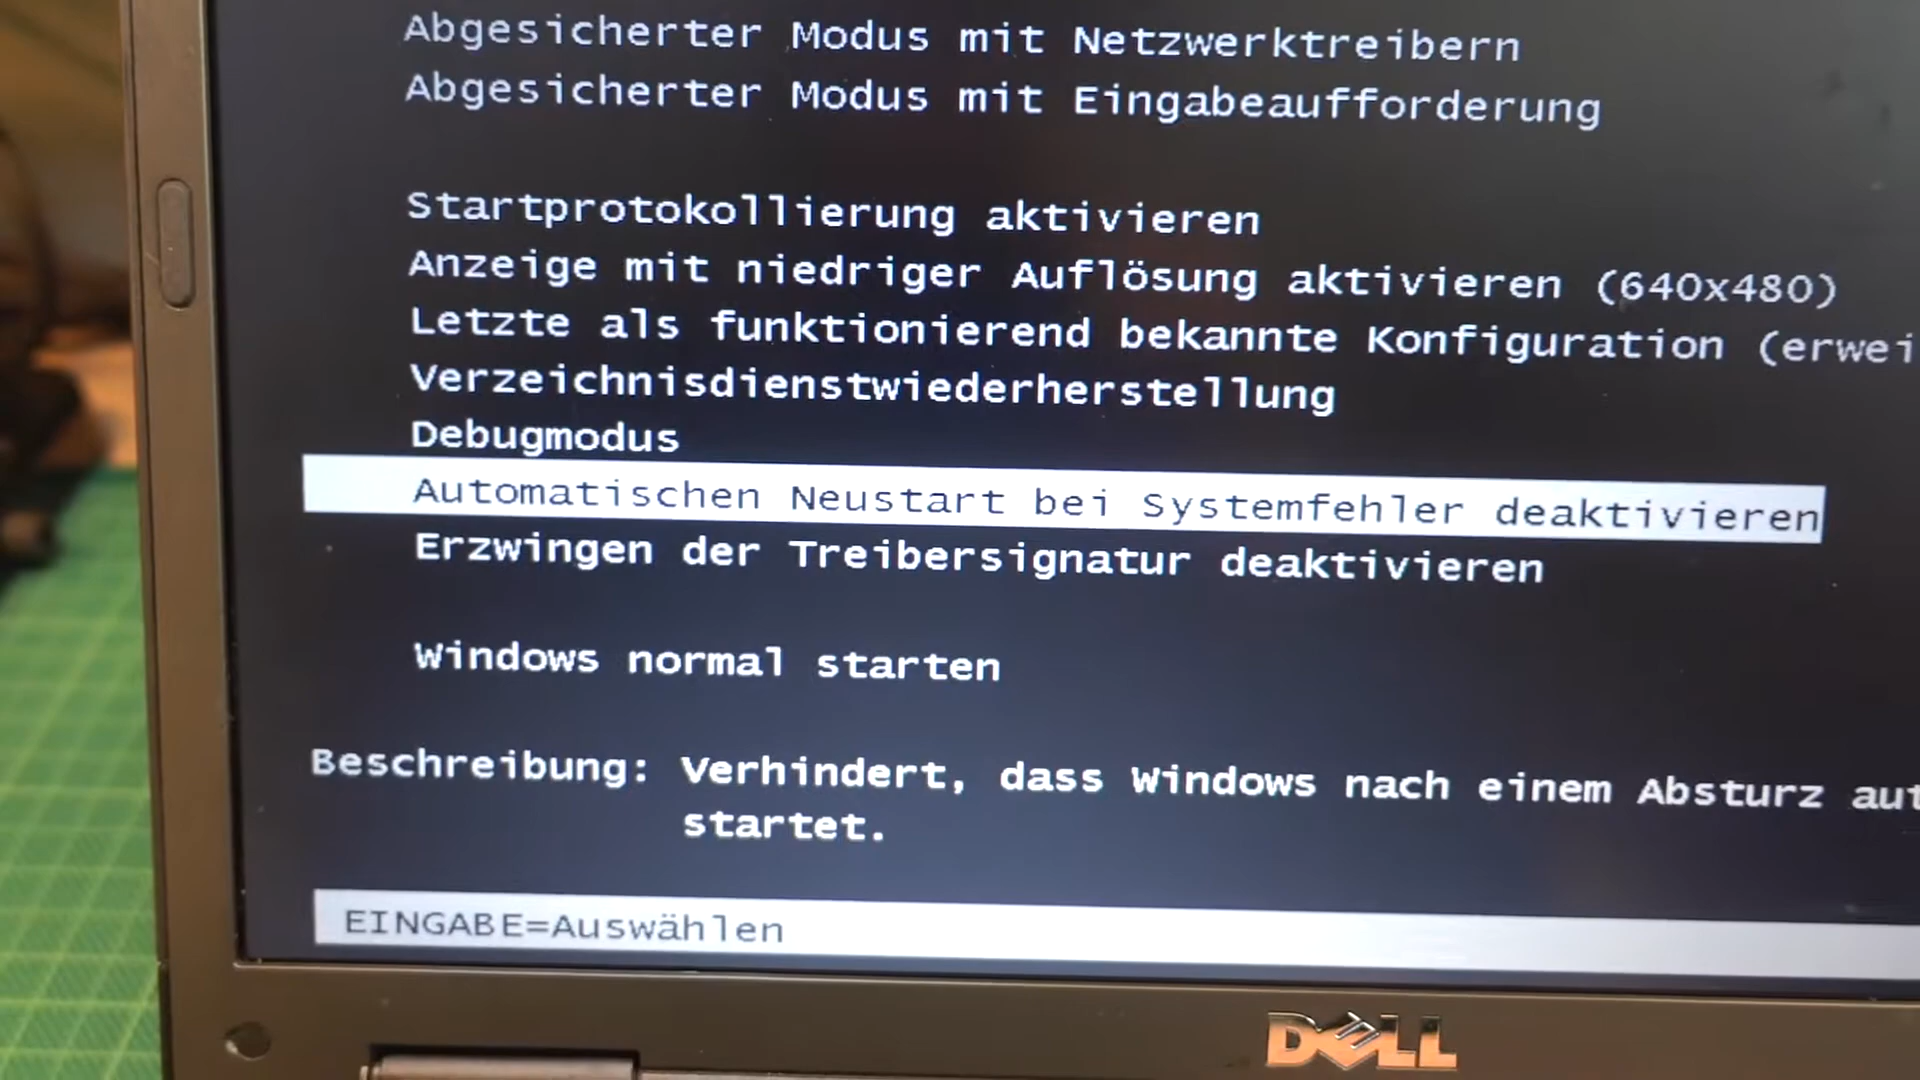 Abgesicherter Modus mit Netzwerktreibern
Abgesicherter Modus mit Eingabeaufforderung
Startprotokollierung aktivieren
Anzeige mit niedriger Auflösung aktivieren (640x480)
Letzte als funktionierend bekannte Konfiguration (erwei
Verzeichnisdienstwiederherstellung
Debugmodus
Automatischen Neustart bei Systemfehler deaktivieren
Erzwingen der Treibersignatur deaktivieren
Windows normal starten
Beschreibung: Verhindert, dass Windows nach einem Absturz aut
startet.
EINGABE=Auswählen
DELL